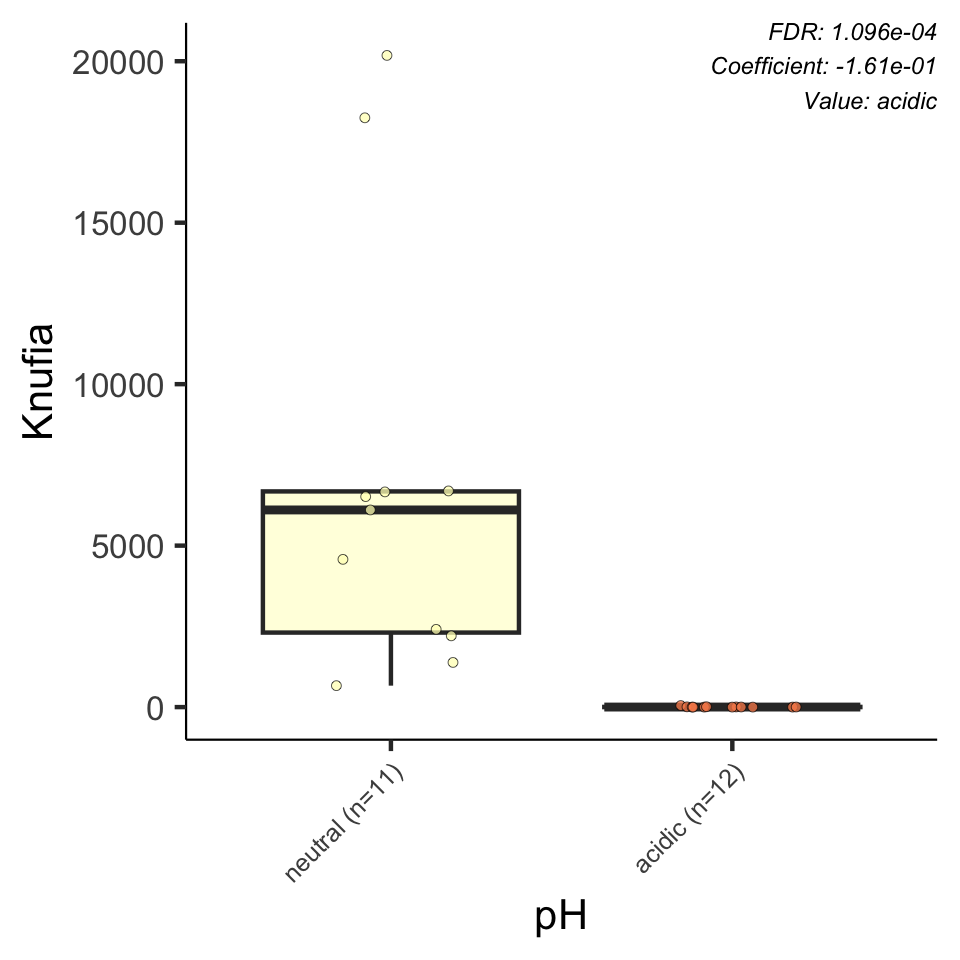 FDR: 1.096e-04
Coefficient: -1.61e-01
Value: acidic
20000
15000
10000
5000
0
Knufia
neutral (n=11)
acidic (n=12)
pH